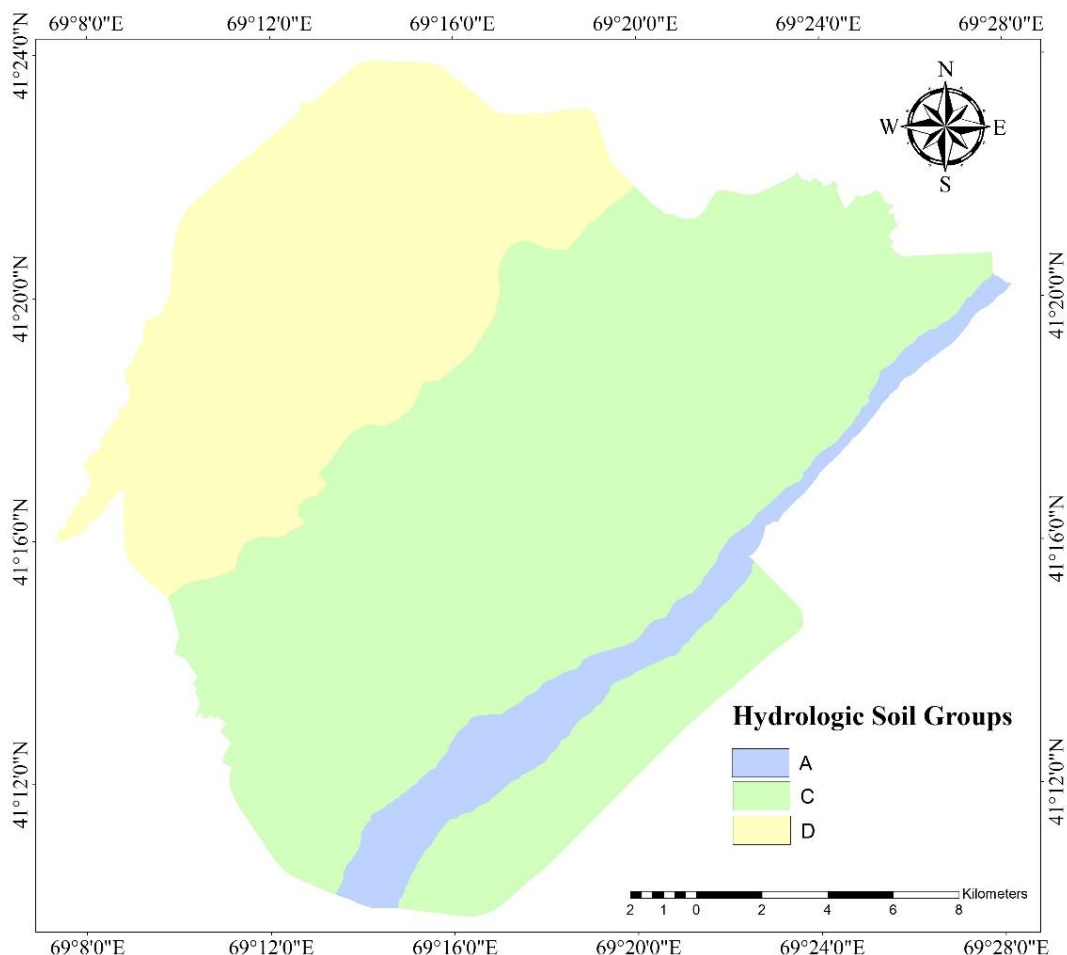 69°8'0"E 69°12'0"E 69°16'0"E 69°20'0"E 69°24'0"E 69°28'0"E
41°24'0"N
N
W E
S
41°20'0"N 41°20'0"N
41°16'0"N 41°16'0"N
Hydrologic Soil Groups
A
41°12'0"N 41°12'0"N
C
D
Kilometers
2 1 0 2 4 6 8
69°8'0"E 69°12'0"E 69°16'0"E 69°20'0"E 69°24'0"E 69°28'0"E